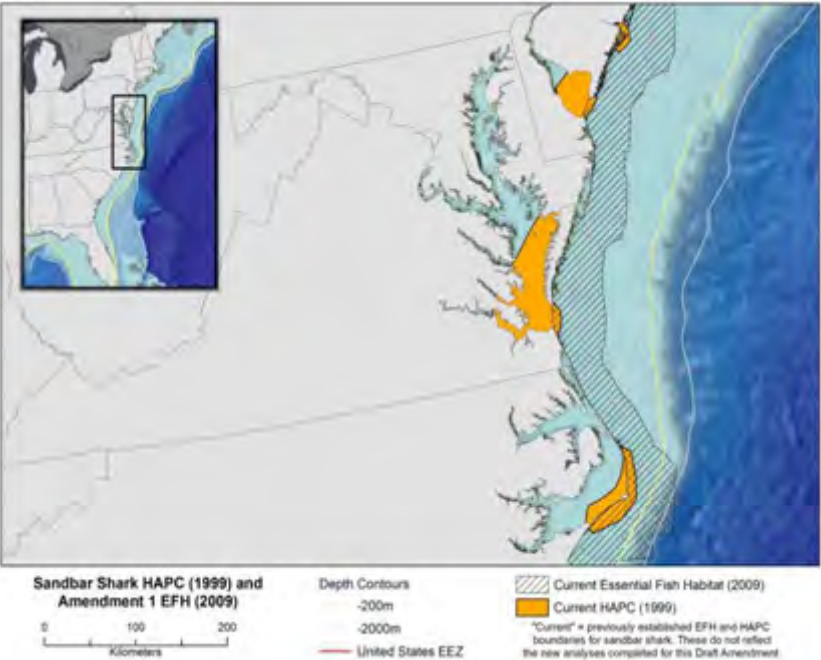 Sandbar Shark HAPC (1999) and
Amendment 1 EFH (2009)
0 100 200
Kilometers
Depth Contours
-200m
-2000m
United States EEZ
Current Essential Fish Habitat (2009)
Current HAPC (1999)
"Current" = previously established EFH and HAPC
boundaries for sandbar shark. These do not reflect
the new analyses completed for this Draft Amendment